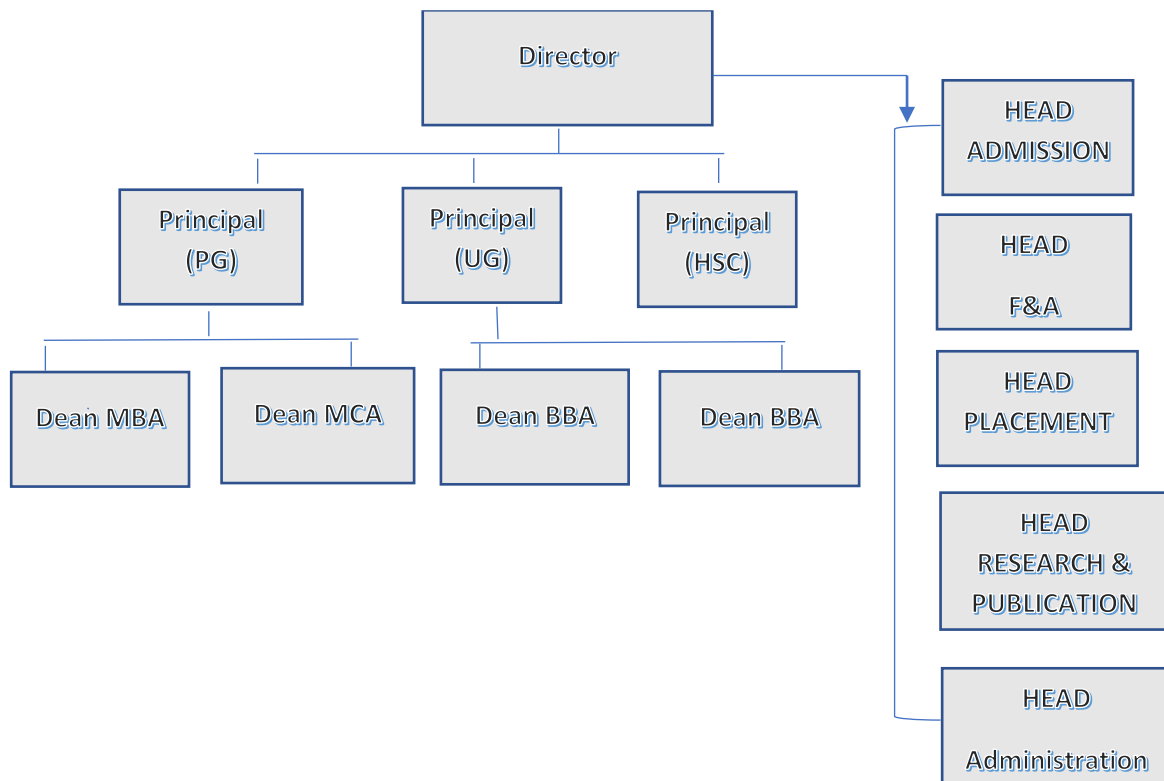 Director
HEAD
ADMISSION
Principal
(PG)
Principal
(UG)
Principal
(HSC)
HEAD
F&A
Dean MBA
Dean MCA
Dean BBA
Dean BBA
HEAD
PLACEMENT
HEAD
RESEARCH &
PUBLICATION
HEAD
Administration